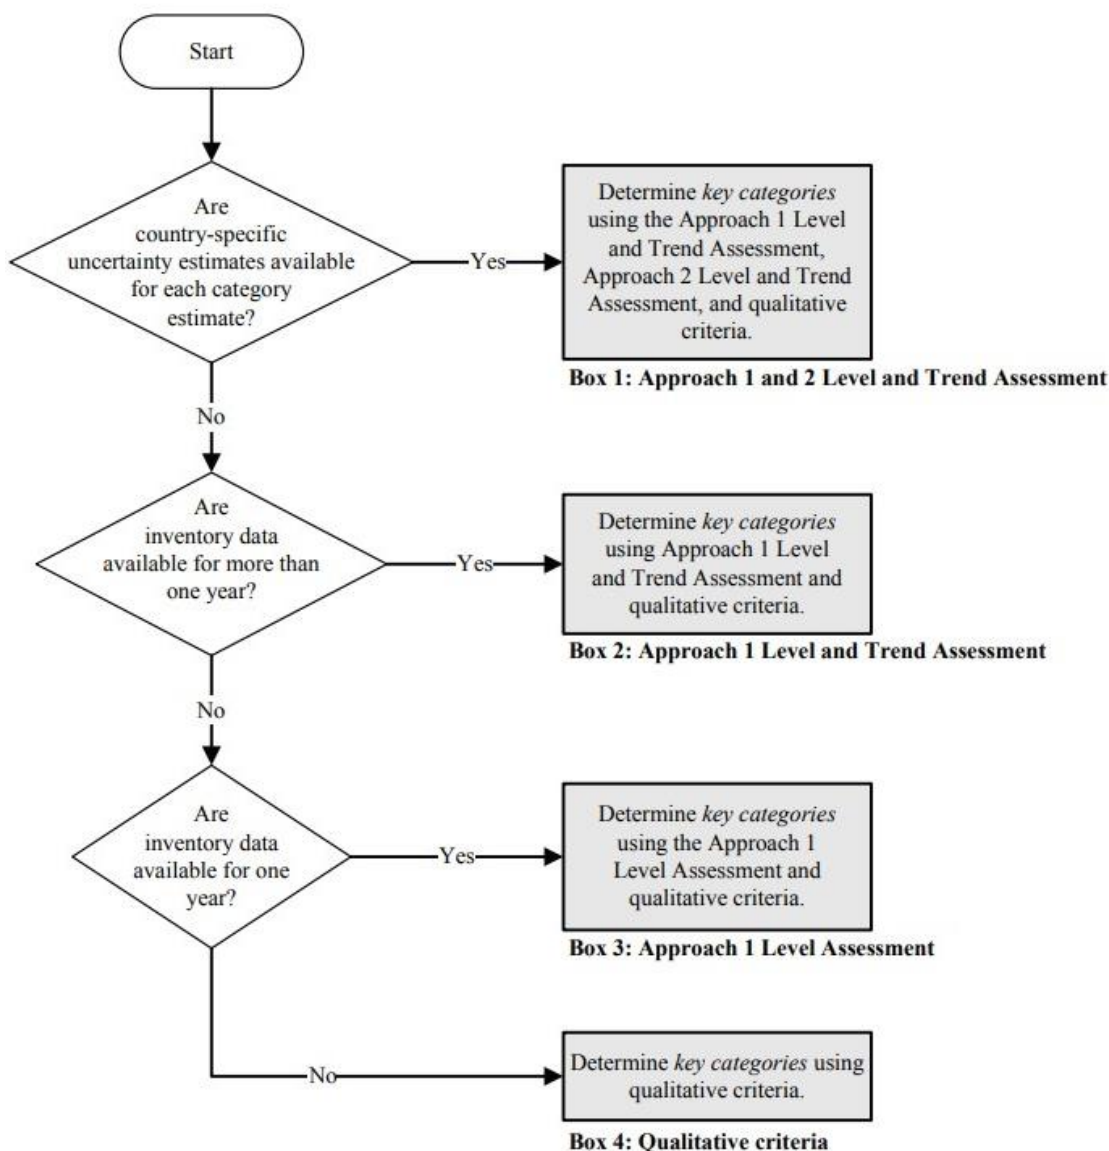 Start
Are
country-specific
uncertainty estimates available
for each category
estimate?
Yes
Determine key categories
using the Approach 1 Level
and Trend Assessment,
Approach 2 Level and Trend
Assessment, and qualitative
criteria.
Box 1: Approach 1 and 2 Level and Trend Assessment
No
Are
inventory data
available for more than
one year?
Yes
Determine key categories
using Approach 1 Level
and Trend Assessment and
qualitative criteria.
Box 2: Approach 1 Level and Trend Assessment
No
Are
inventory data
available for one
year?
Yes
Determine key categories
using the Approach 1
Level Assessment and
qualitative criteria.
Box 3: Approach 1 Level Assessment
No
Determine key categories using
qualitative criteria.
Box 4: Qualitative criteria